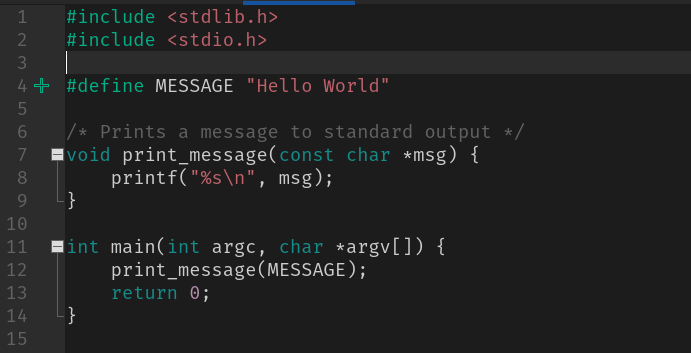 1 #include <stdlib.h>
2 #include <stdio.h>
3
4 #define MESSAGE "Hello World"
5
6 /* Prints a message to standard output */
7 void print_message(const char *msg) {
8     printf("%s\n", msg);
9 }
10
11 int main(int argc, char *argv[]) {
12     print_message(MESSAGE);
13     return 0;
14 }
15